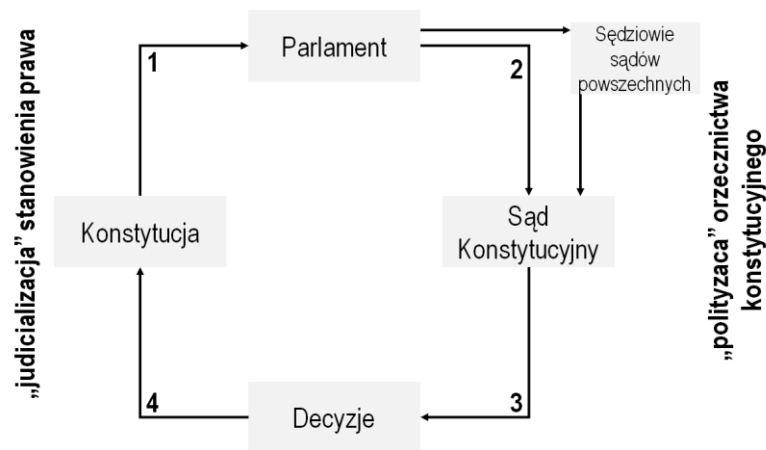 Parlament
Sędziowie
sądów
powszechnych
1
2
„judicializacja” stanowienia prawa
Konstytucja
Sąd
Konstytucyjny
„polityzaca” orzecznictwa
konstytucyjnego
4
3
Decyzje